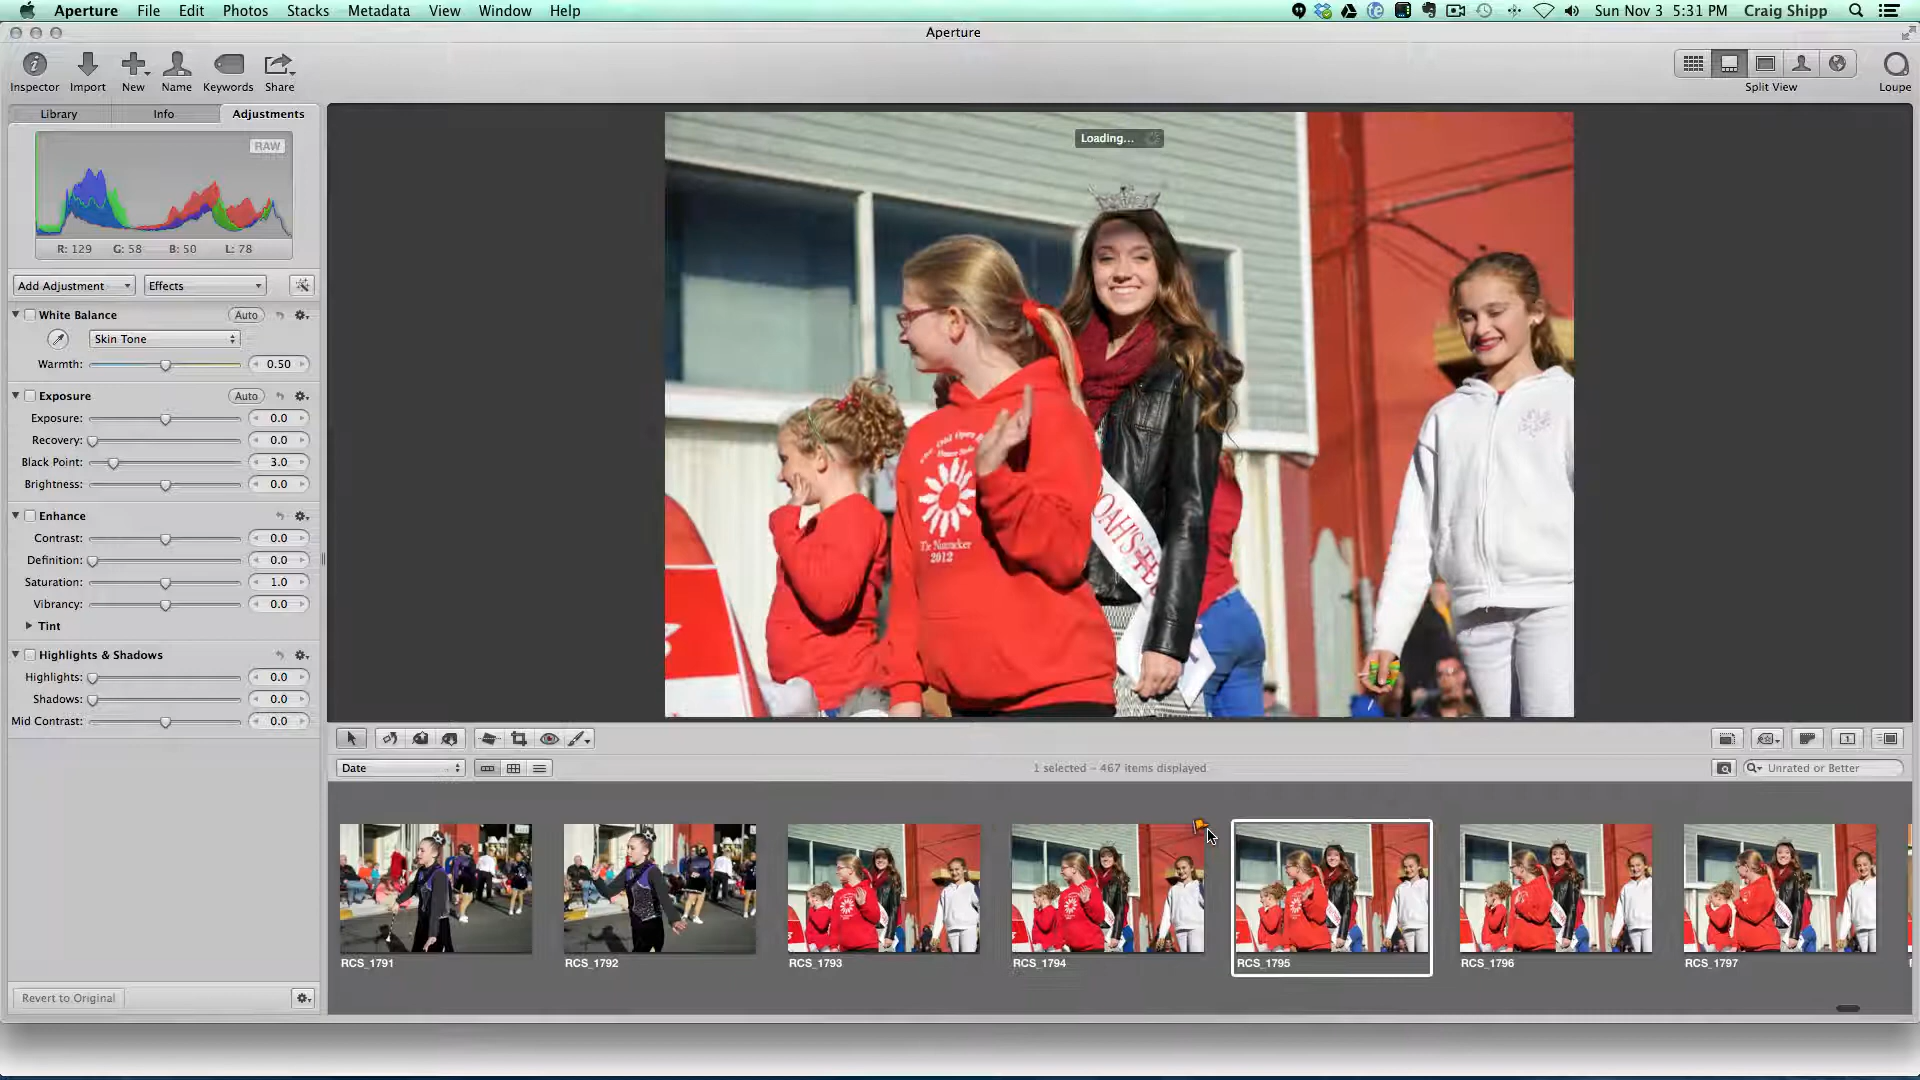 Aperture File Edit Photos Stacks Metadata View Window Help
Sun Nov 3 5:31 PM Craig Shipp
Aperture
Inspector Import New Name Keywords Share
Split View Loupe
Library Info Adjustments
RAW
R: 129 G: 58 B: 50 L: 78
Add Adjustment Effects
White Balance Auto
Skin Tone
Warmth: 0.50
Exposure Auto
Exposure: 0.0
Recovery: 0.0
Black Point: 3.0
Brightness: 0.0
Enhance
Contrast: 0.0
Definition: 0.0
Saturation: 1.0
Vibrancy: 0.0
Tint
Highlights & Shadows
Highlights: 0.0
Shadows: 0.0
Mid Contrast: 0.0
Revert to Original
Loading...
The Nutcracker
2012
Date
1 selected – 467 items displayed
Unrated or Better
RCS_1791 RCS_1792 RCS_1793 RCS_1794 RCS_1795 RCS_1796 RCS_1797